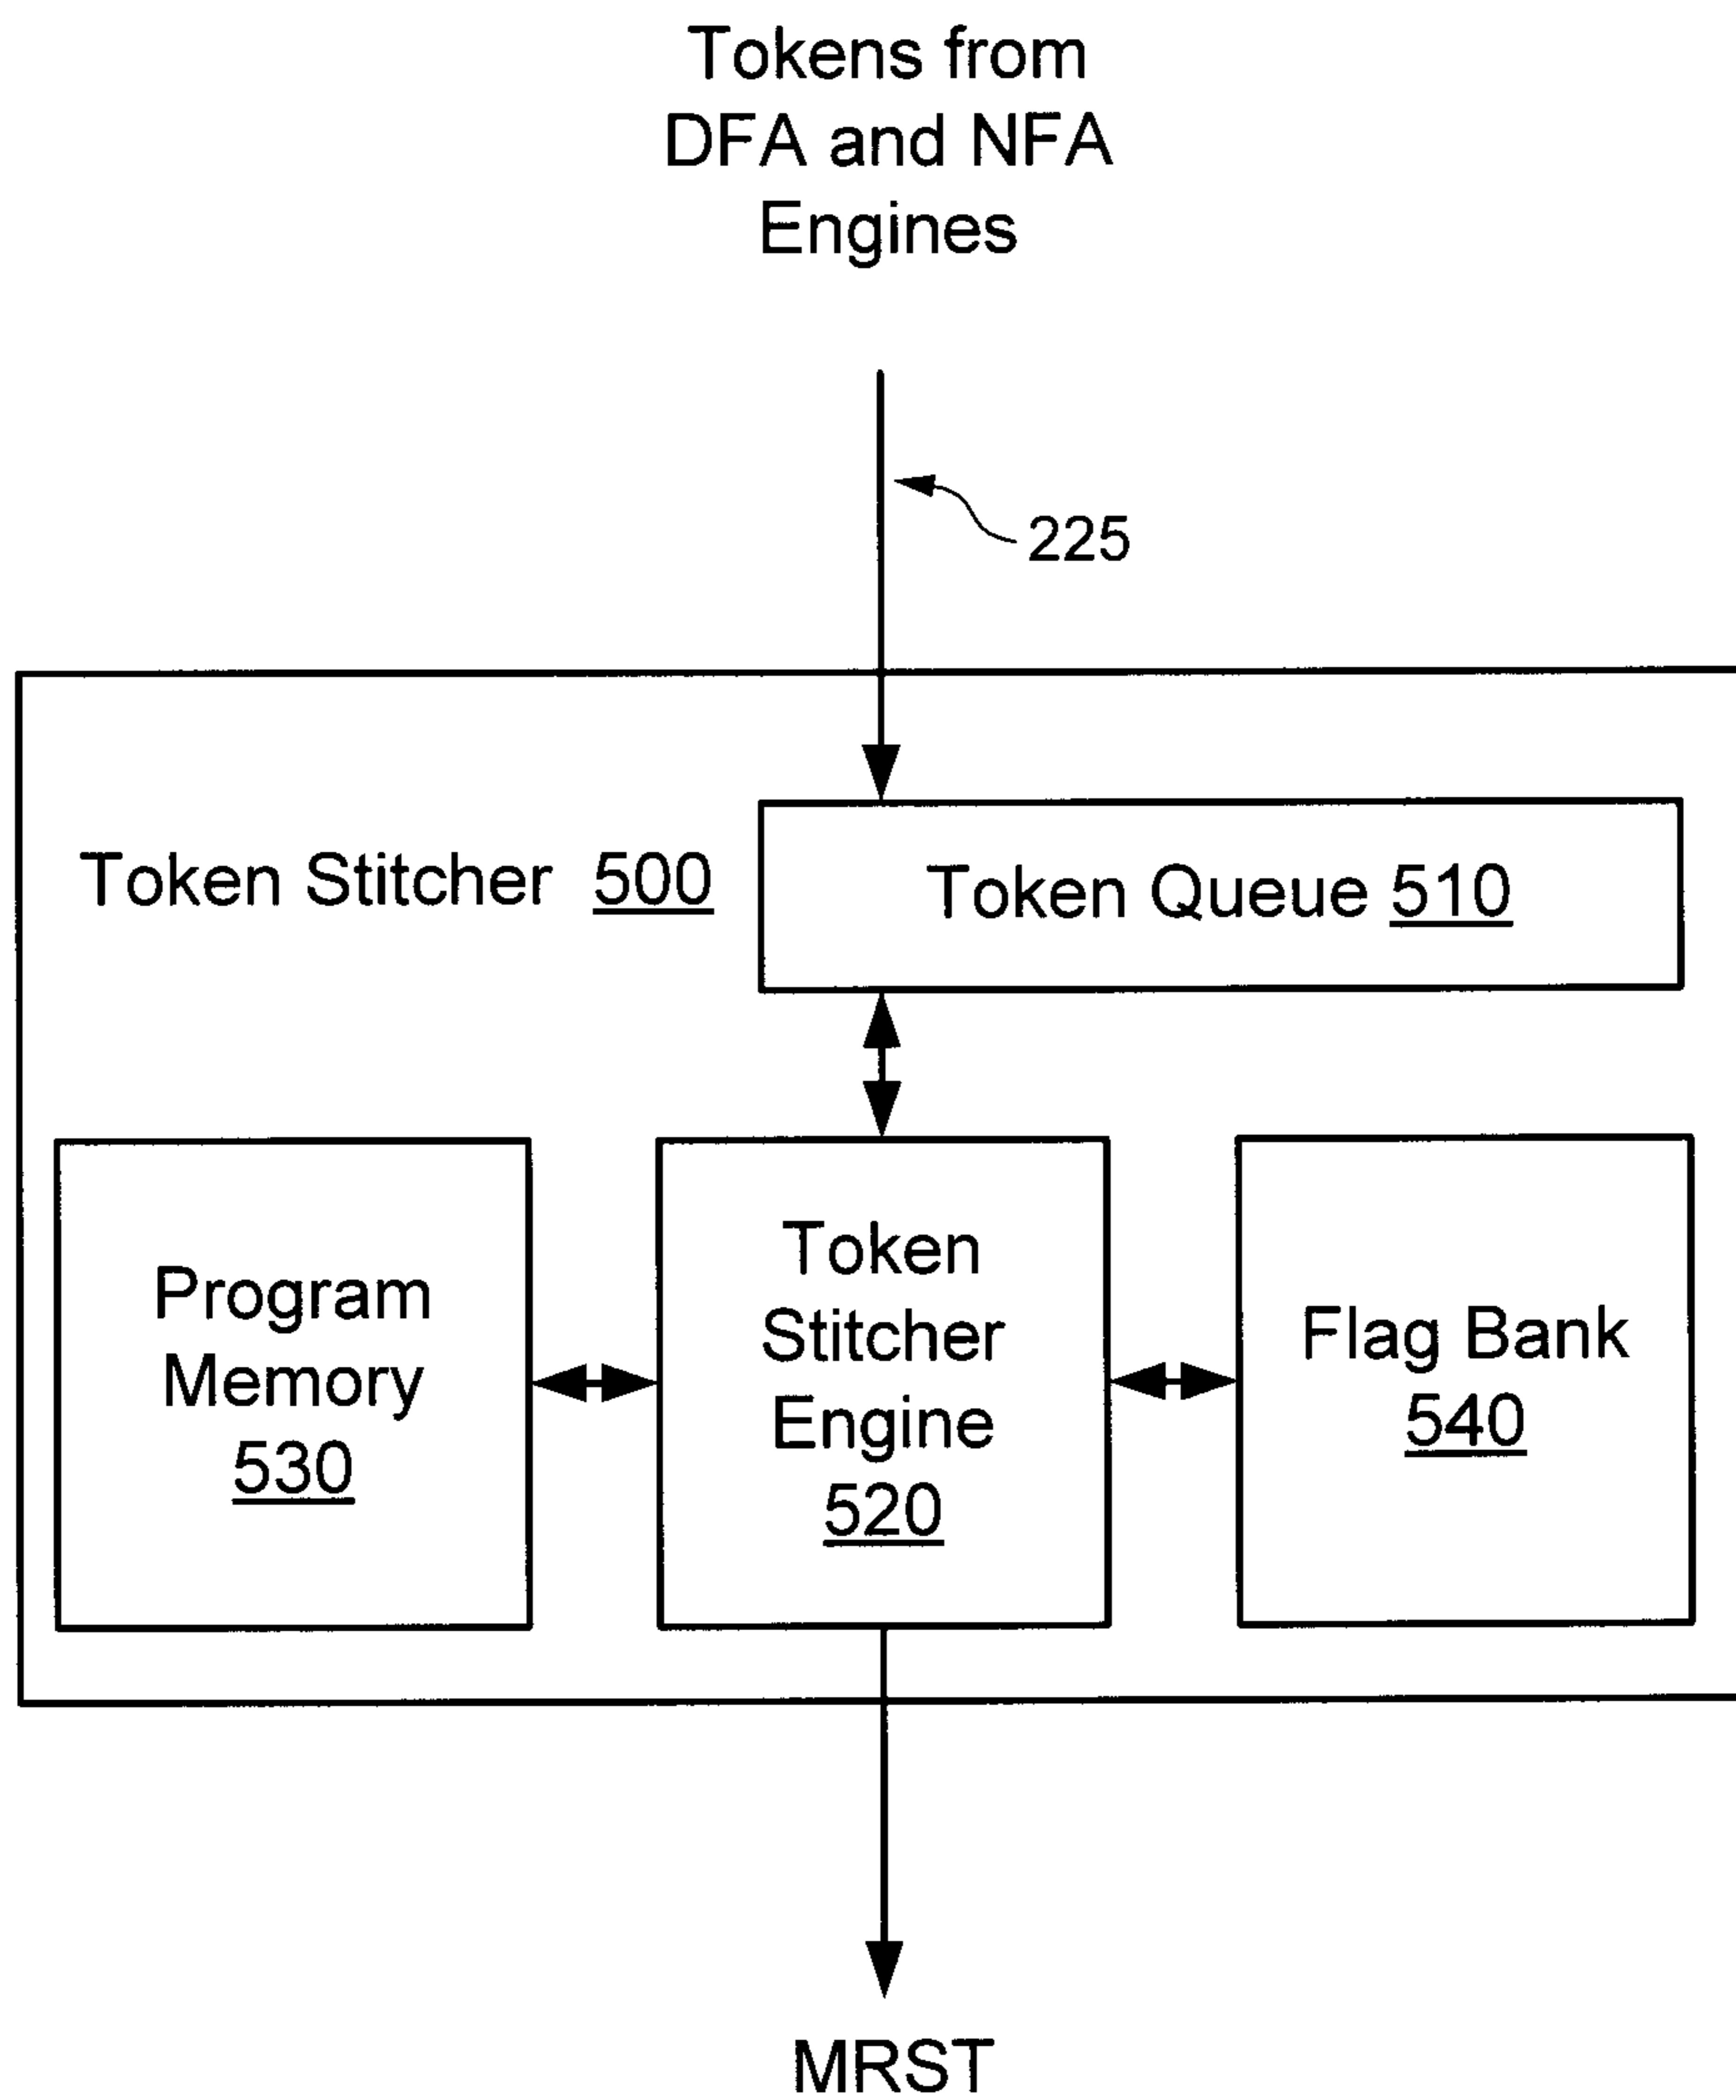 Tokens from
DFA and NFA
Engines
225
Token Stitcher 500
Token Queue 510
Program
Memory
530
Token
Stitcher
Engine
520
Flag Bank
540
MRST